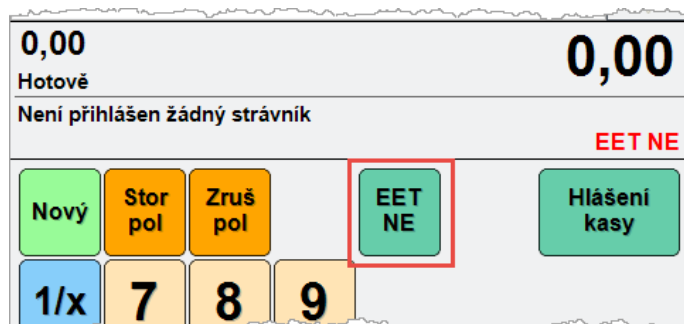 0,00
0,00
Hotově
Není přihlášen žádný strávník
EET NE
Nový
Stor
pol
Zruš
pol
EET
NE
Hlášení
kasy
1/x
7
8
9